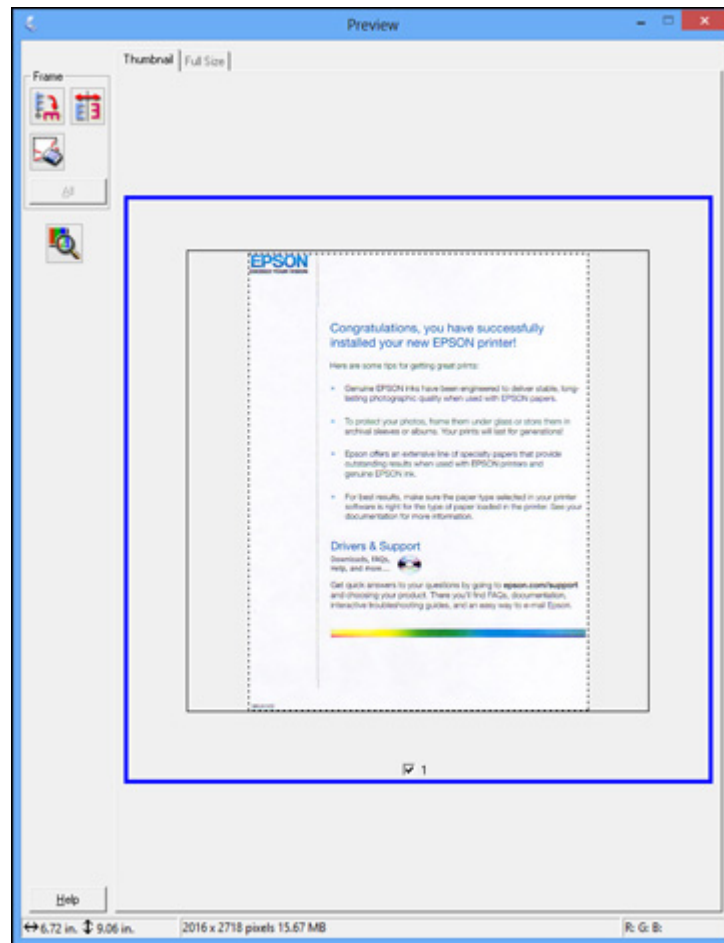 Preview
Thumbnail Full Size
Frame
All
EPSON
EXCEED YOUR VISION
Congratulations, you have successfully
installed your new EPSON printer!
Here are some tips for getting great prints:
Genuine EPSON inks have been engineered to deliver stable, long-
lasting photographic quality when used with EPSON papers.
To protect your photos, frame them under glass or store them in
archival sleeves or albums. Your prints will last for generations!
Epson offers an extensive line of specialty papers that provide
outstanding results when used with EPSON printers and
genuine EPSON ink.
For best results, make sure the paper type selected in your printer
software is right for the type of paper loaded in the printer. See your
documentation for more information.
Drivers & Support
Downloads, FAQs,
Help, and more...
Get quick answers to your questions by going to epson.com/support
and choosing your product. There you'll find FAQs, documentation,
interactive troubleshooting guides, and an easy way to e-mail Epson.
1
Help
6.72 in. 9.06 in. 2016 x 2718 pixels 15.67 MB R: G: B: